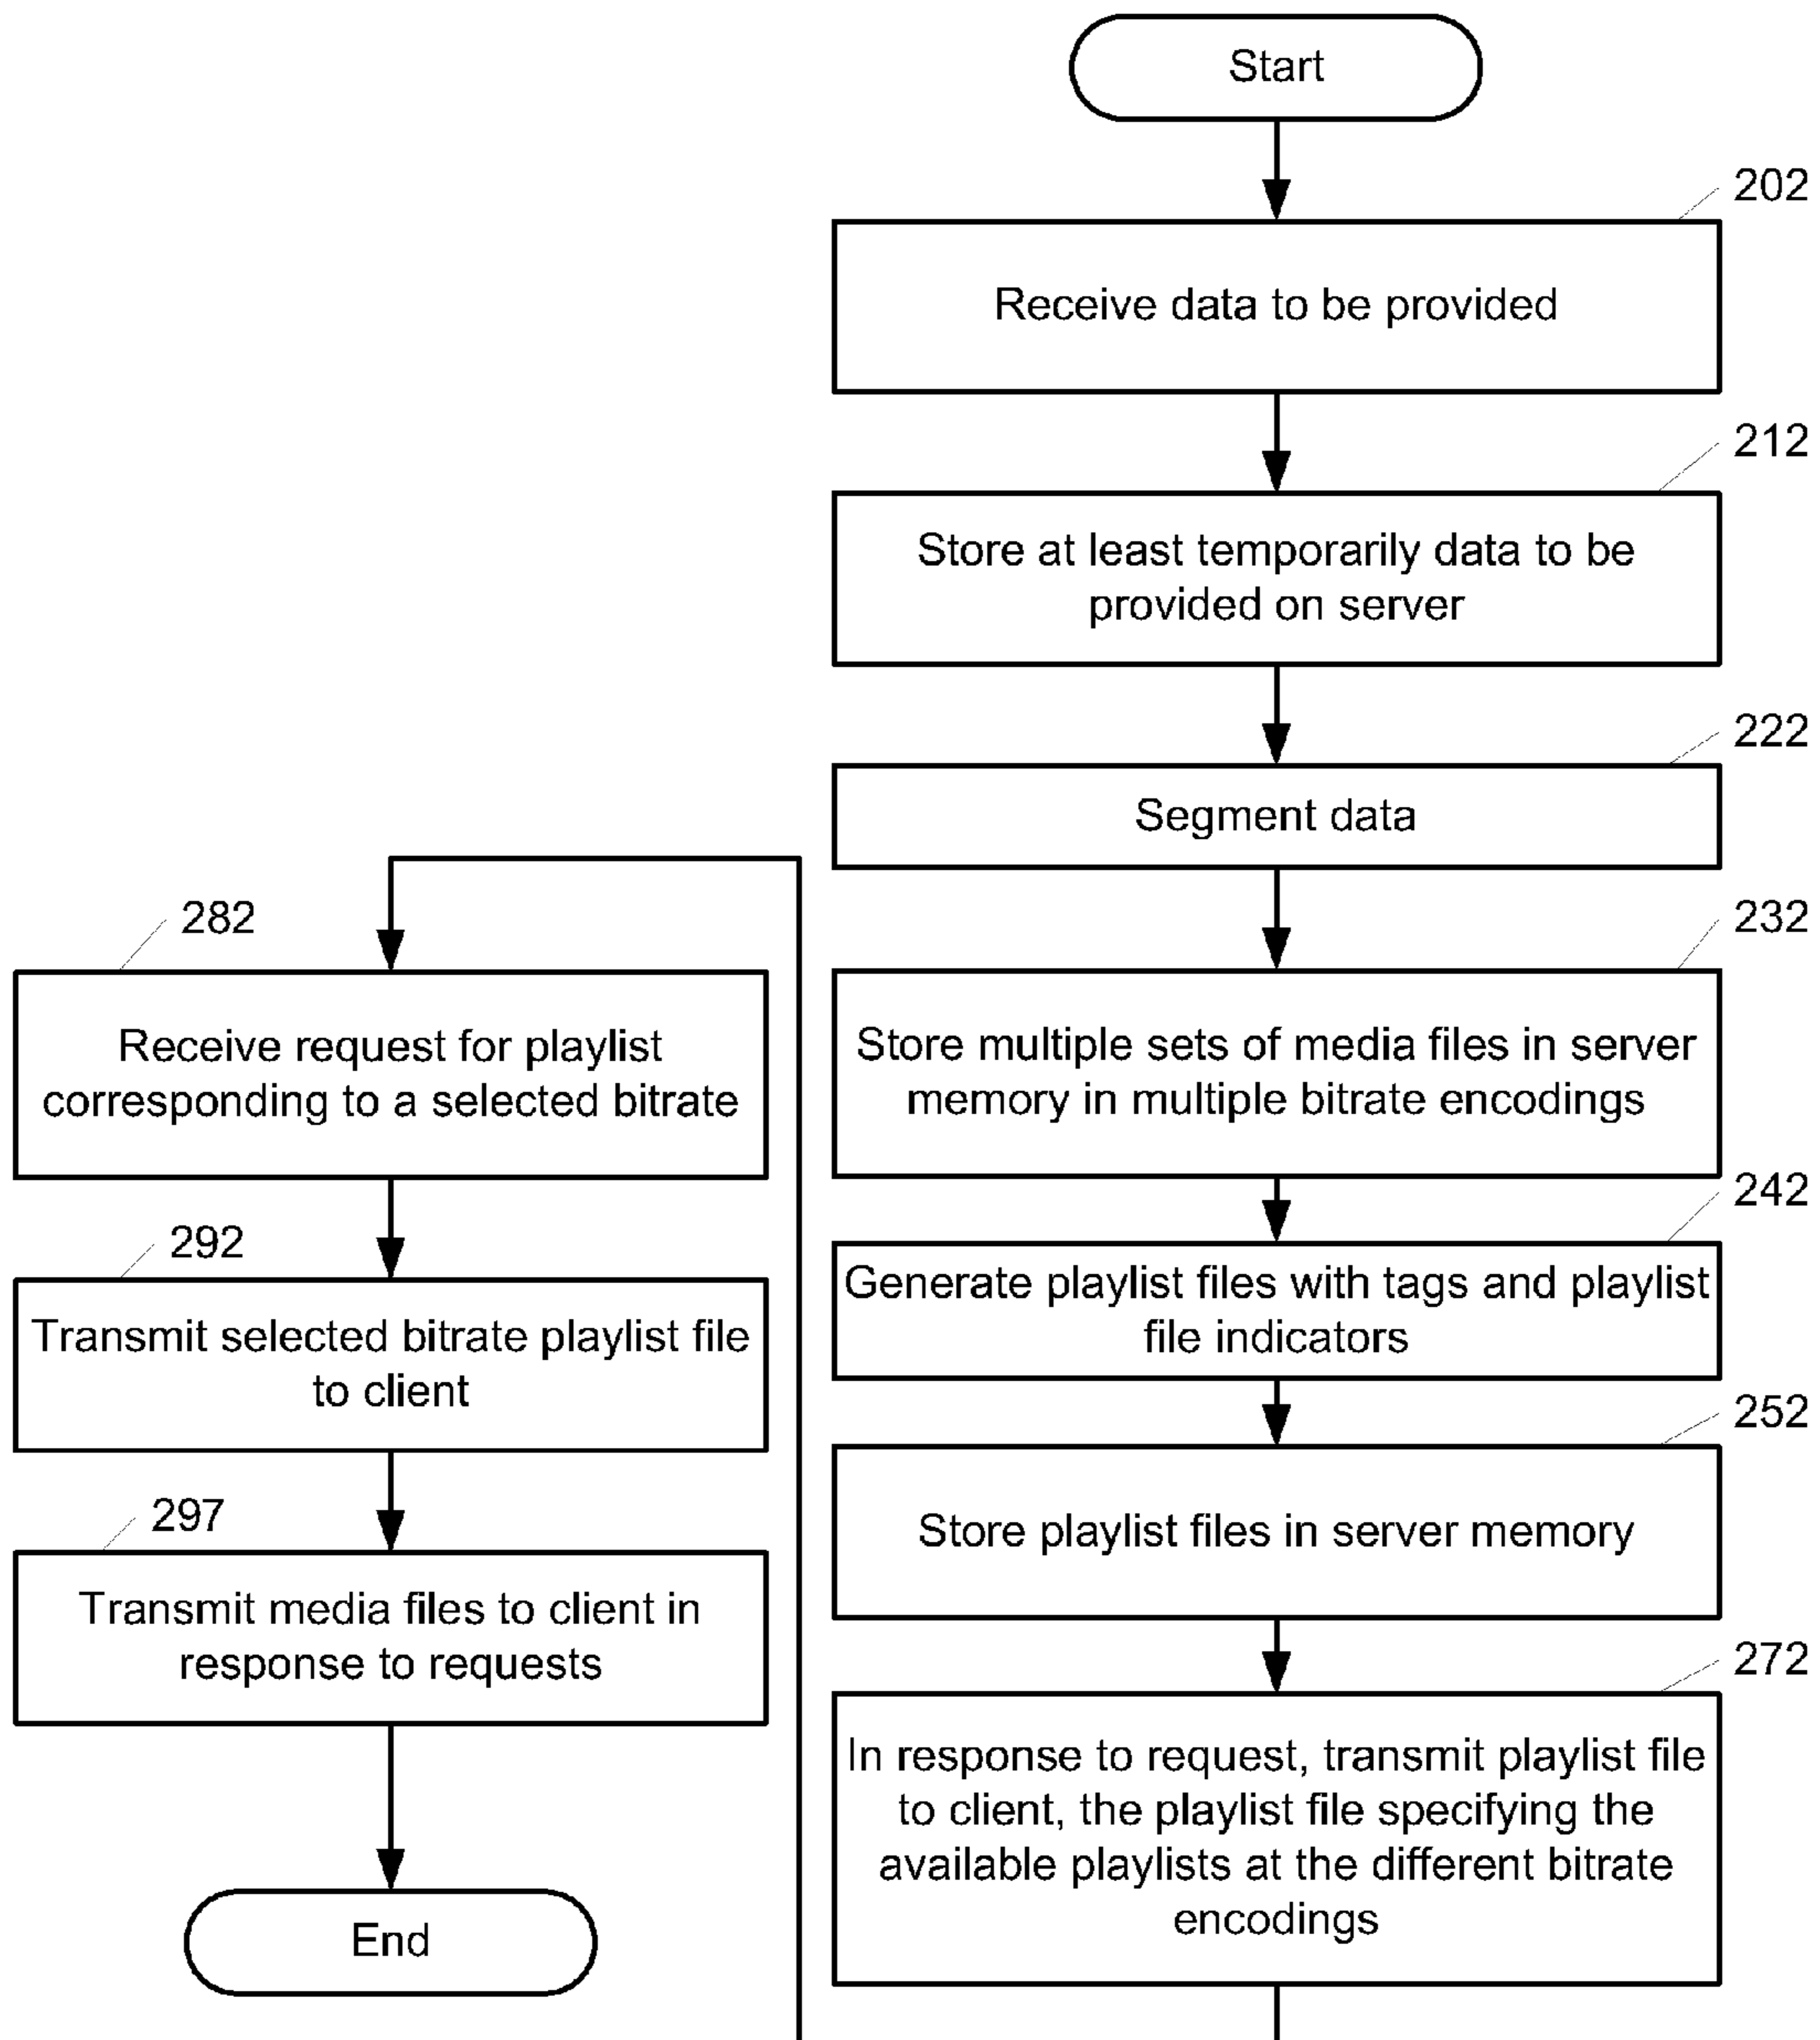 Start
202
Receive data to be provided
212
Store at least temporarily data to be
provided on server
222
Segment data
232
Store multiple sets of media files in server
memory in multiple bitrate encodings
242
Generate playlist files with tags and playlist
file indicators
252
Store playlist files in server memory
272
In response to request, transmit playlist file
to client, the playlist file specifying the
available playlists at the different bitrate
encodings
282
Receive request for playlist
corresponding to a selected bitrate
292
Transmit selected bitrate playlist file
to client
297
Transmit media files to client in
response to requests
End